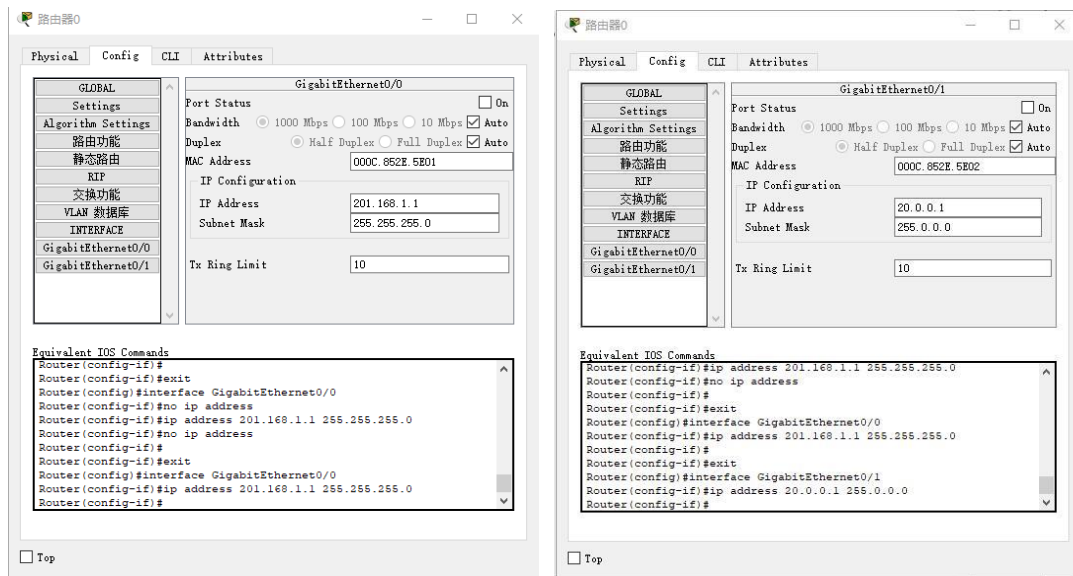 路由器0
Physical Config CLI Attributes
GLOBAL
Settings
Algorithm Settings
路由功能
静态路由
RIP
交换功能
VLAN 数据库
INTERFACE
GigabitEthernet0/0
GigabitEthernet0/1
GigabitEthernet0/0
Port Status On
Bandwidth 1000 Mbps 100 Mbps 10 Mbps Auto
Duplex Half Duplex Full Duplex Auto
MAC Address 000C.852E.5E01
IP Configuration
IP Address 201.168.1.1
Subnet Mask 255.255.255.0
Tx Ring Limit 10
Equivalent IOS Commands
Router(config-if)#
Router(config-if)#exit
Router(config)#interface GigabitEthernet0/0
Router(config-if)#no ip address
Router(config-if)#ip address 201.168.1.1 255.255.255.0
Router(config-if)#no ip address
Router(config-if)#
Router(config-if)#exit
Router(config)#interface GigabitEthernet0/0
Router(config-if)#ip address 201.168.1.1 255.255.255.0
Router(config-if)#
Top
路由器0
Physical Config CLI Attributes
GLOBAL
Settings
Algorithm Settings
路由功能
静态路由
RIP
交换功能
VLAN 数据库
INTERFACE
GigabitEthernet0/0
GigabitEthernet0/1
GigabitEthernet0/1
Port Status On
Bandwidth 1000 Mbps 100 Mbps 10 Mbps Auto
Duplex Half Duplex Full Duplex Auto
MAC Address 000C.852E.5E02
IP Configuration
IP Address 20.0.0.1
Subnet Mask 255.0.0.0
Tx Ring Limit 10
Equivalent IOS Commands
Router(config-if)#ip address 201.168.1.1 255.255.255.0
Router(config-if)#no ip address
Router(config-if)#
Router(config-if)#exit
Router(config)#interface GigabitEthernet0/0
Router(config-if)#ip address 201.168.1.1 255.255.255.0
Router(config-if)#
Router(config-if)#exit
Router(config)#interface GigabitEthernet0/1
Router(config-if)#ip address 20.0.0.1 255.0.0.0
Router(config-if)#
Top